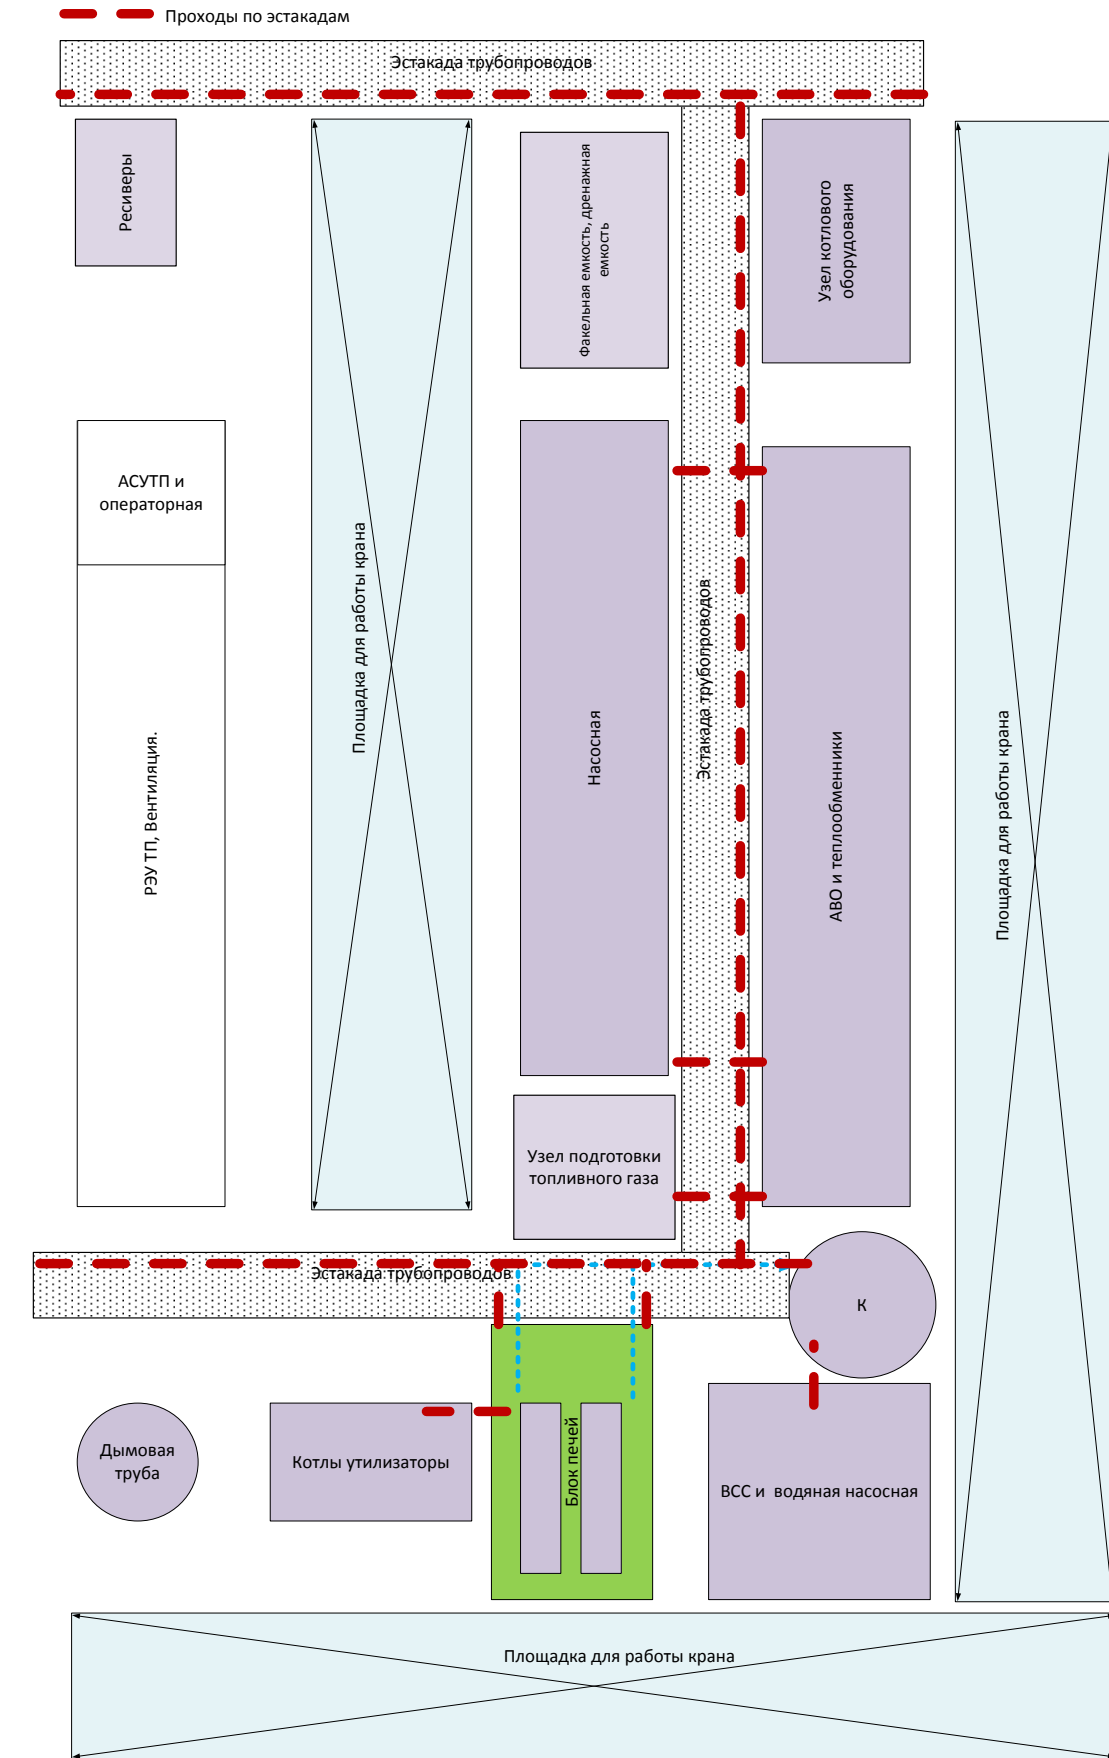 Проходы по эстакадам
Эстакада трубопроводов
Ресиверы
Факельная емкость, дренажная
емкость
Узел котлового
оборудования
АСУТП и
операторная
Площадка для работы крана
Эстакада трубопроводов
Насосная
РЭУ ТП, Вентиляция.
АВО и теплообменники
Площадка для работы крана
Узел подготовки
топливного газа
Эстакада трубопроводов
К
Дымовая
труба
Котлы утилизаторы
Блок печей
ВСС и водяная насосная
Площадка для работы крана